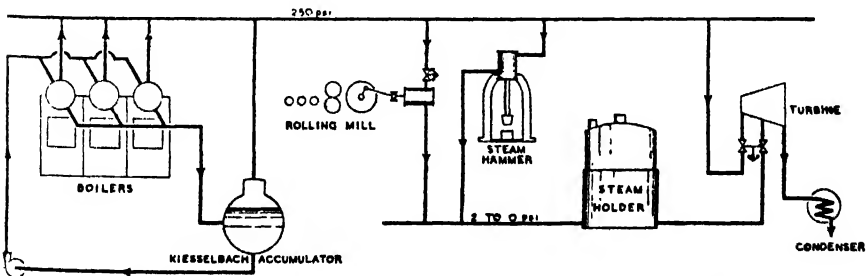 250 psi
ROLLING MILL
STEAM
HAMMER
TURBINE
BOILERS
STEAM
HOLDER
2 TO 0 psi
KIESSELBACH ACCUMULATOR
CONDENSER